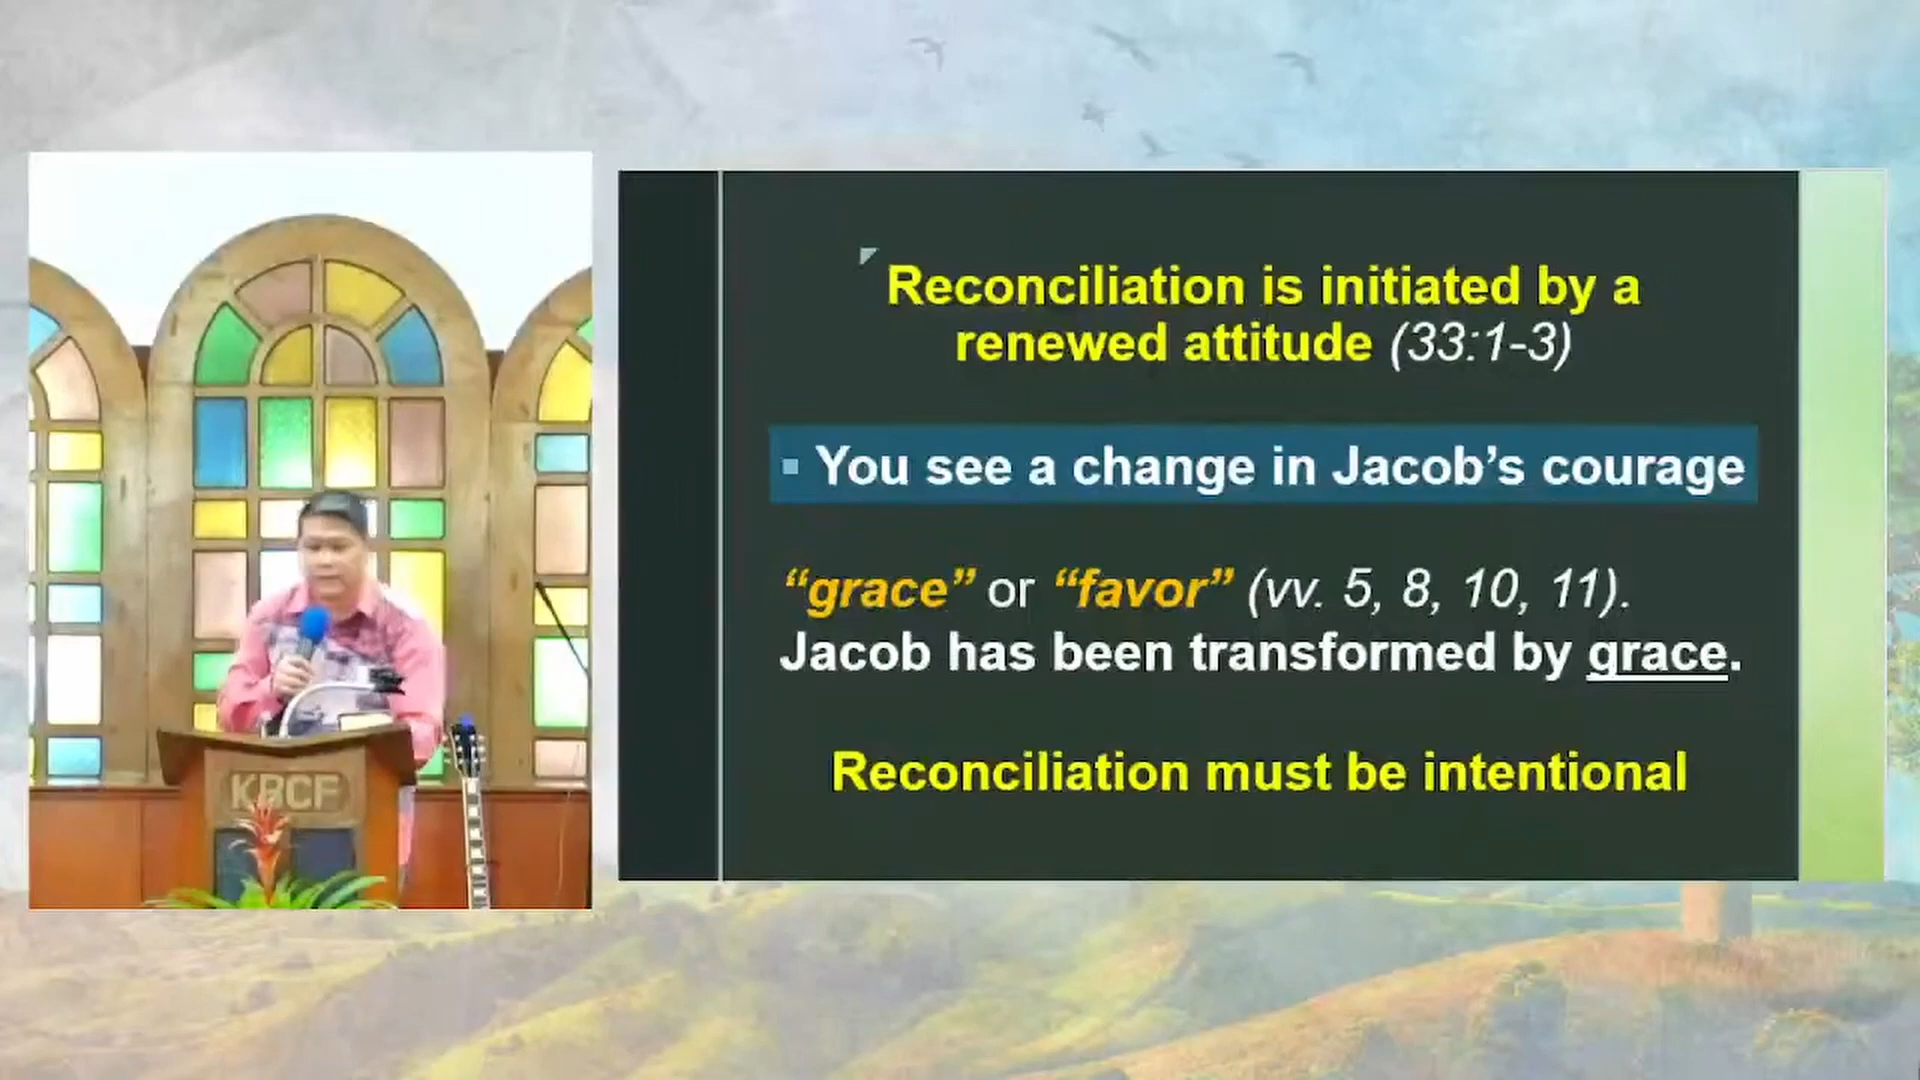 Reconciliation is initiated by a
renewed attitude (33:1-3)
▪ You see a change in Jacob’s courage
“grace” or “favor” (vv. 5, 8, 10, 11).
Jacob has been transformed by grace.
Reconciliation must be intentional